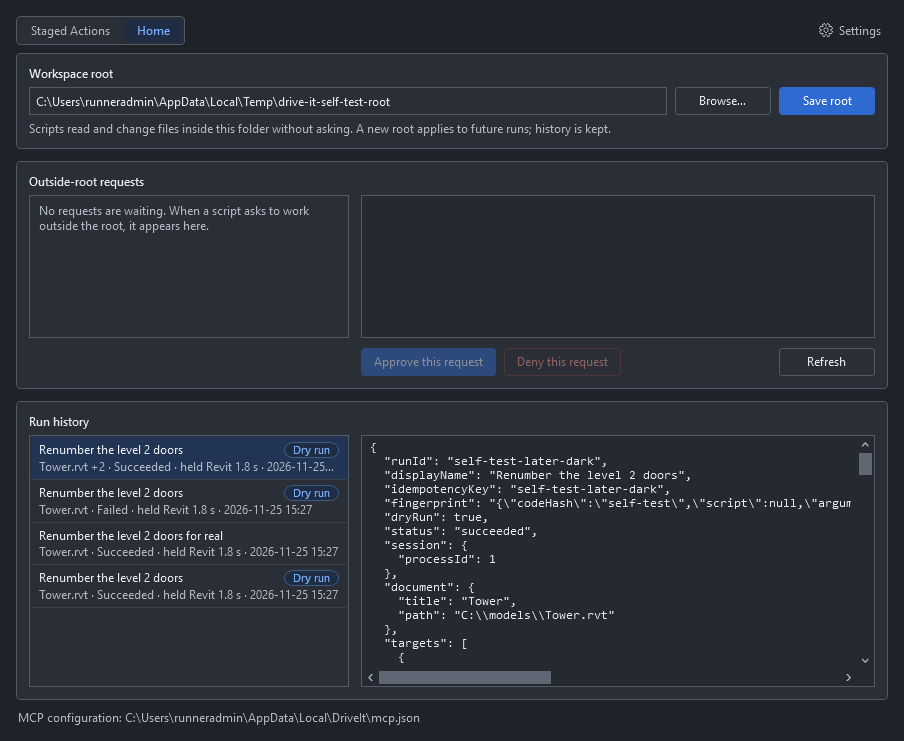 Staged Actions
Home
Settings
Workspace root
C:\Users\runneradmin\AppData\Local\Temp\drive-it-self-test-root
Browse...
Save root
Scripts read and change files inside this folder without asking. A new root applies to future runs; history is kept.
Outside-root requests
No requests are waiting. When a script asks to work
outside the root, it appears here.
Approve this request
Deny this request
Refresh
Run history
Renumber the level 2 doors
Dry run
Tower.rvt +2 · Succeeded · held Revit 1.8 s · 2026-11-25...
Renumber the level 2 doors
Dry run
Tower.rvt · Failed · held Revit 1.8 s · 2026-11-25 15:27
Renumber the level 2 doors for real
Tower.rvt · Succeeded · held Revit 1.8 s · 2026-11-25 15:27
Renumber the level 2 doors
Dry run
Tower.rvt · Succeeded · held Revit 1.8 s · 2026-11-25 15:27
{
"runId": "self-test-later-dark",
"displayName": "Renumber the level 2 doors",
"idempotencyKey": "self-test-later-dark",
"fingerprint": "{\"codeHash\":\"self-test\",\"script\":null,\"argum
"dryRun": true,
"status": "succeeded",
"session": {
"processId": 1
},
"document": {
"title": "Tower",
"path": "C:\\models\\Tower.rvt"
},
"targets": [
{
MCP configuration: C:\Users\runneradmin\AppData\Local\DriveIt\mcp.json